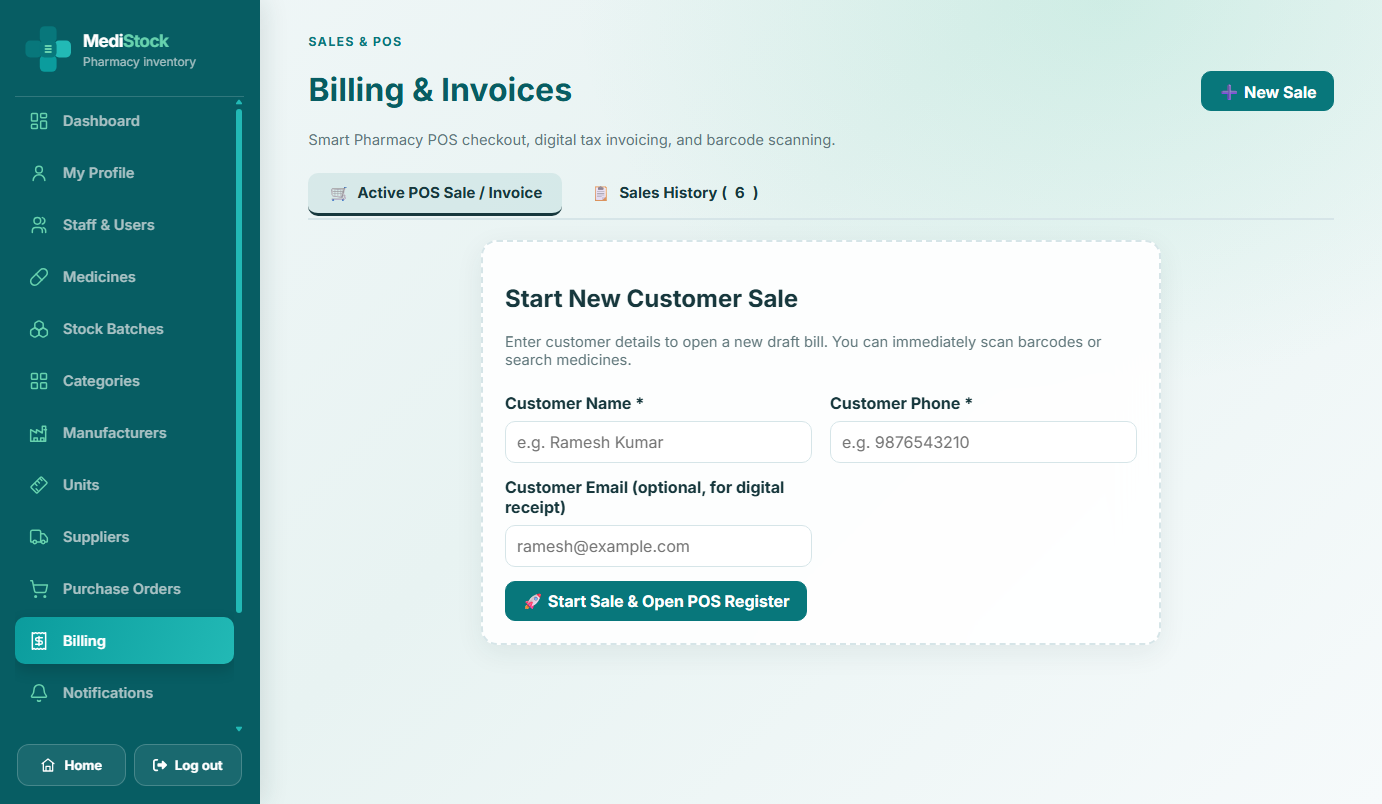 MediStock
Pharmacy inventory
Dashboard
My Profile
Staff & Users
Medicines
Stock Batches
Categories
Manufacturers
Units
Suppliers
Purchase Orders
Billing
Notifications
Home
Log out
SALES & POS
Billing & Invoices
New Sale
Smart Pharmacy POS checkout, digital tax invoicing, and barcode scanning.
Active POS Sale / Invoice
Sales History ( 6 )
Start New Customer Sale
Enter customer details to open a new draft bill. You can immediately scan barcodes or
search medicines.
Customer Name *
Customer Phone *
e.g. Ramesh Kumar
e.g. 9876543210
Customer Email (optional, for digital
receipt)
ramesh@example.com
🚀 Start Sale & Open POS Register